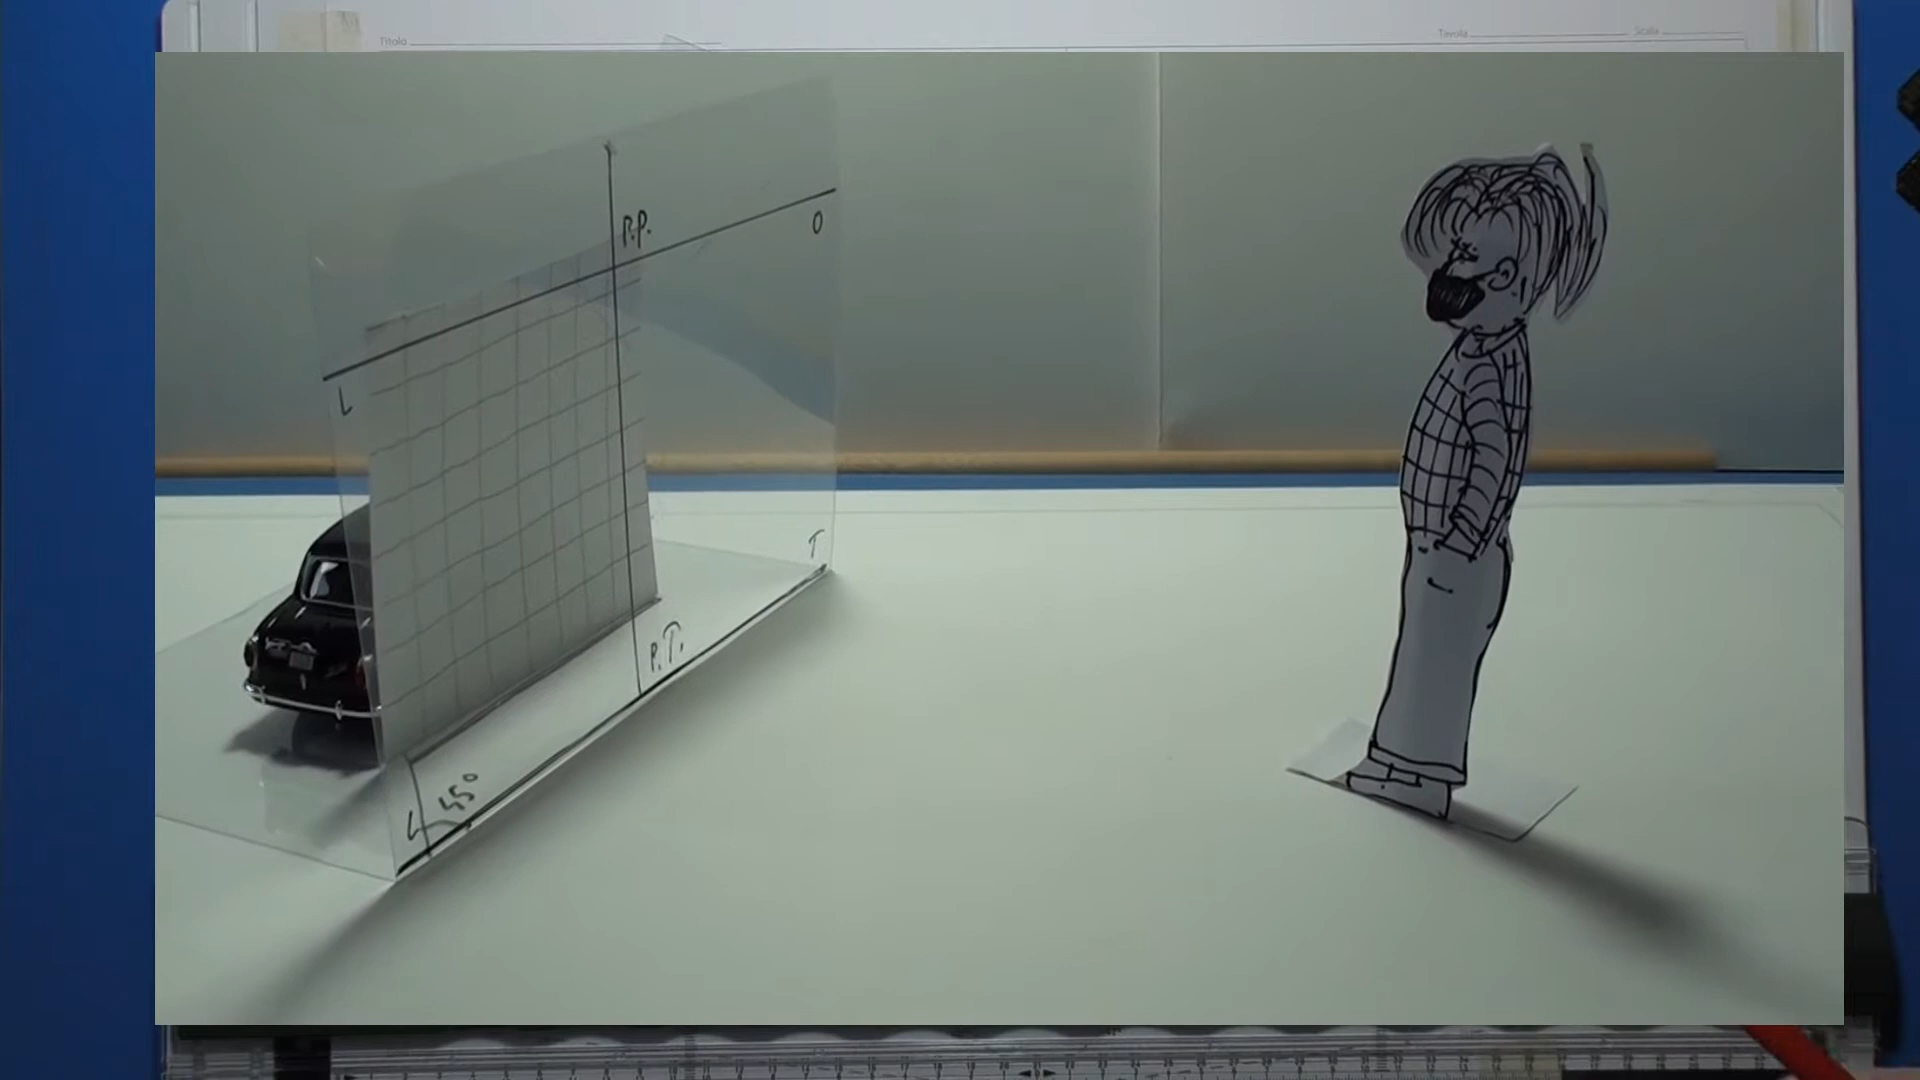 Titolo
Tavola
Scala
P.P.
O
L
T
P.T.
L
45°